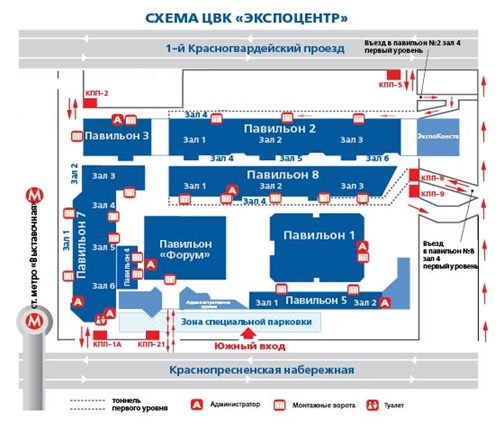 СХЕМА ЦВК «ЭКСПОЦЕНТР»
1-й Красногвардейский проезд
Въезд в павильон №2 зал 4
первый уровень
КПП-2
КПП-5
Зал 4
Павильон 3
Павильон 2
Зал 1
Зал 2
Зал 3
ЭкспоКонста
Зал 4
Зал 5
Зал 6
Зал 2
Зал 3
Павильон 8
Зал 1
Зал 2
Зал 3
Зал 4
КПП-8
КПП-9
Зал 4
Павильон 7
Зал 1
Зал 5
Зал 6
Павильон 4
Павильон
«Форум»
Павильон 1
Въезд
в павильон №8
зал 4
первый уровень
ст. метро «Выставочная»
М
М
Зал 1
Павильон 5
Зал 2
Зона специальной парковки
КПП-1А
КПП-21
Южный вход
Краснопресненская набережная
тоннель
первого уровня
А Администратор
Монтажные ворота
Туалет